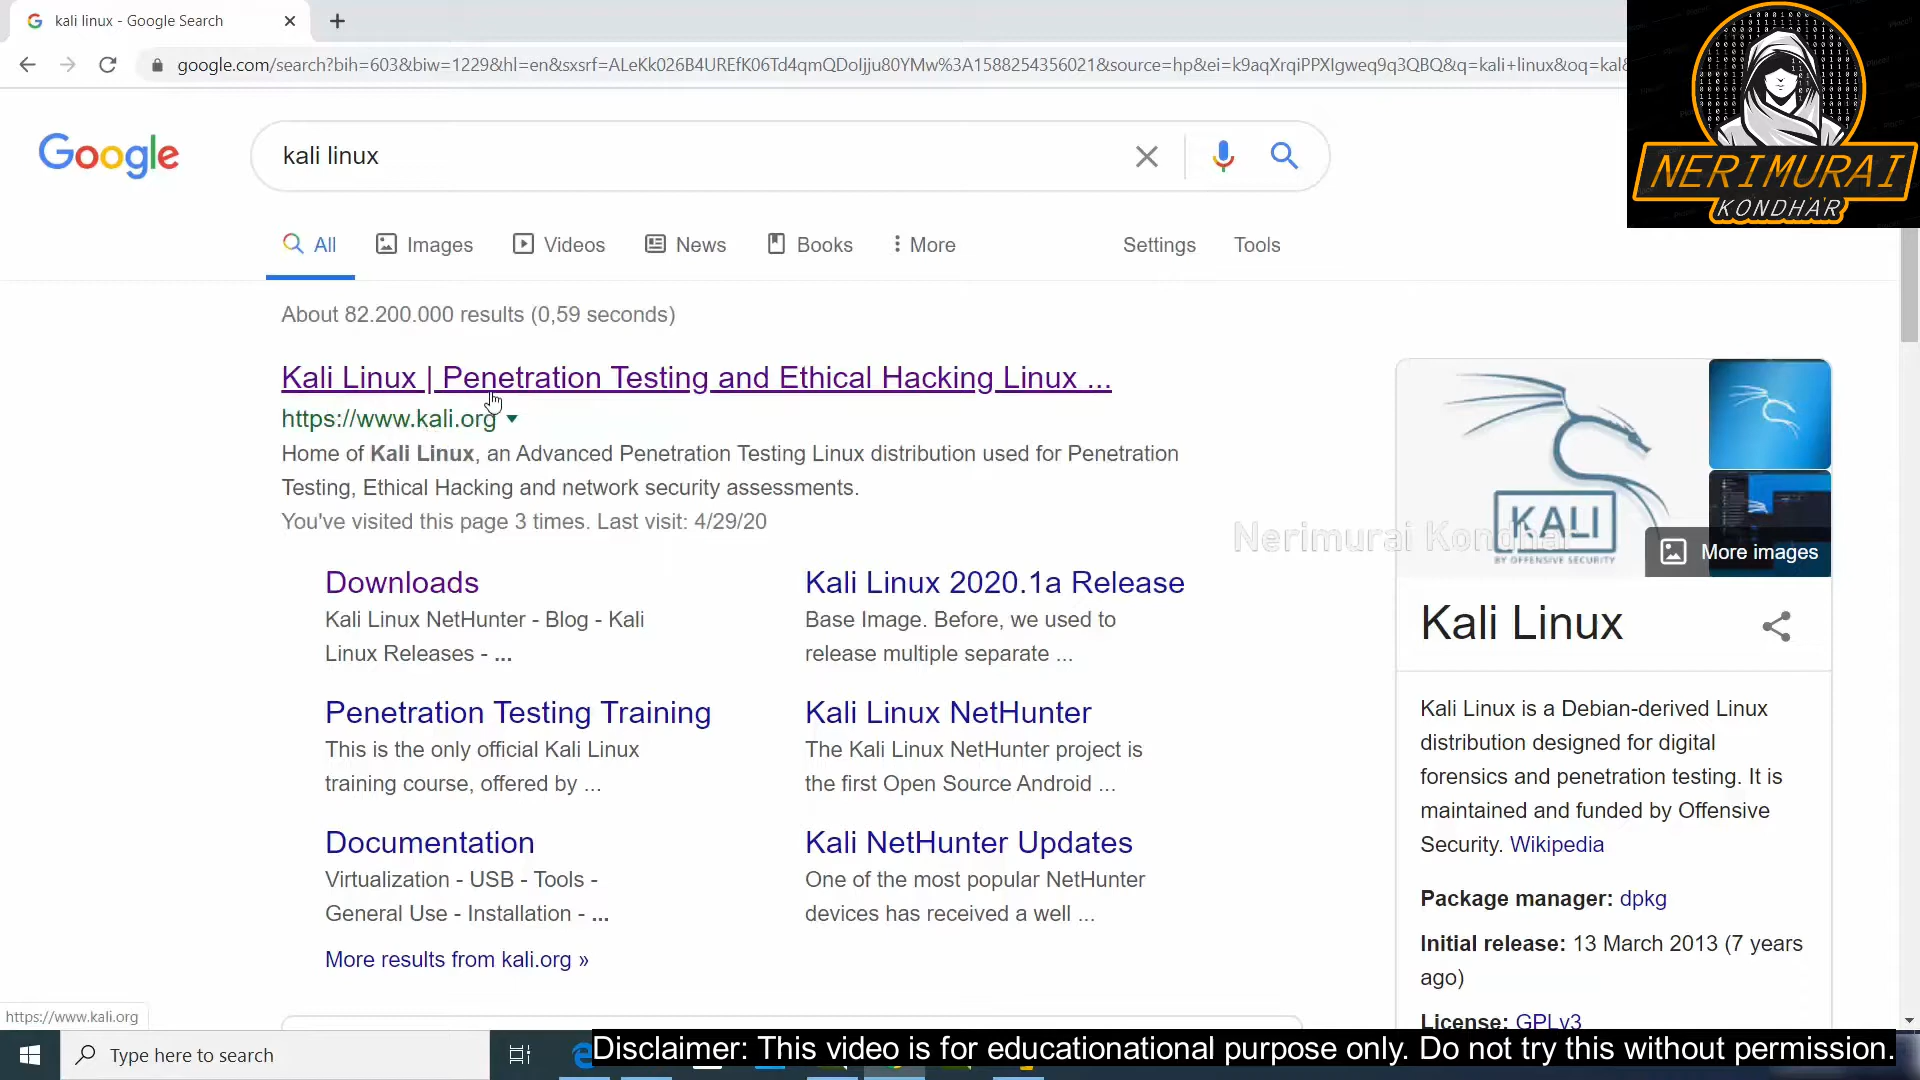 kali linux - Google Search
google.com/search?bih=603&biw=1229&hl=en&sxsrf=ALeKk026B4UREfK06Td4qmQDoIjju80YMw%3A1588254356021&source=hp&ei=k9aqXrqiPPXIgweq9q3QBQ&q=kali+linux&oq=kal
NERIMURAI
KONDHAR
Google
kali linux
All Images Videos News Books More Settings Tools
About 82.200.000 results (0,59 seconds)
Kali Linux | Penetration Testing and Ethical Hacking Linux ...
https://www.kali.org
Home of Kali Linux, an Advanced Penetration Testing Linux distribution used for Penetration
Testing, Ethical Hacking and network security assessments.
You've visited this page 3 times. Last visit: 4/29/20
Downloads
Kali Linux NetHunter - Blog - Kali
Linux Releases - ...
Kali Linux 2020.1a Release
Base Image. Before, we used to
release multiple separate ...
Penetration Testing Training
This is the only official Kali Linux
training course, offered by ...
Kali Linux NetHunter
The Kali Linux NetHunter project is
the first Open Source Android ...
Documentation
Virtualization - USB - Tools -
General Use - Installation - ...
Kali NetHunter Updates
One of the most popular NetHunter
devices has received a well ...
More results from kali.org »
Nerimurai Kondhar
KALI
BY OFFENSIVE SECURITY
More images
Kali Linux
Kali Linux is a Debian-derived Linux
distribution designed for digital
forensics and penetration testing. It is
maintained and funded by Offensive
Security. Wikipedia
Package manager: dpkg
Initial release: 13 March 2013 (7 years
ago)
License: GPLv3
https://www.kali.org
Type here to search
Disclaimer: This video is for educationational purpose only. Do not try this without permission.